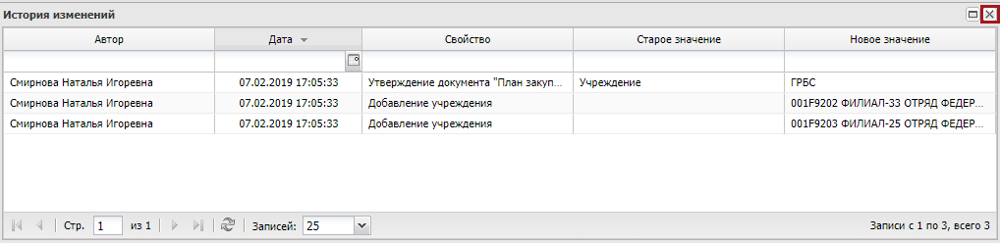 История изменений
Автор Дата Свойство Старое значение Новое значение
Смирнова Наталья Игоревна 07.02.2019 17:05:33 Утверждение документа "План закуп... Учреждение ГРБС
Смирнова Наталья Игоревна 07.02.2019 17:05:33 Добавление учреждения 001F9202 ФИЛИАЛ-33 ОТРЯД ФЕДЕР...
Смирнова Наталья Игоревна 07.02.2019 17:05:33 Добавление учреждения 001F9203 ФИЛИАЛ-25 ОТРЯД ФЕДЕР...
Стр. 1 из 1 Записей: 25 Записи с 1 по 3, всего 3